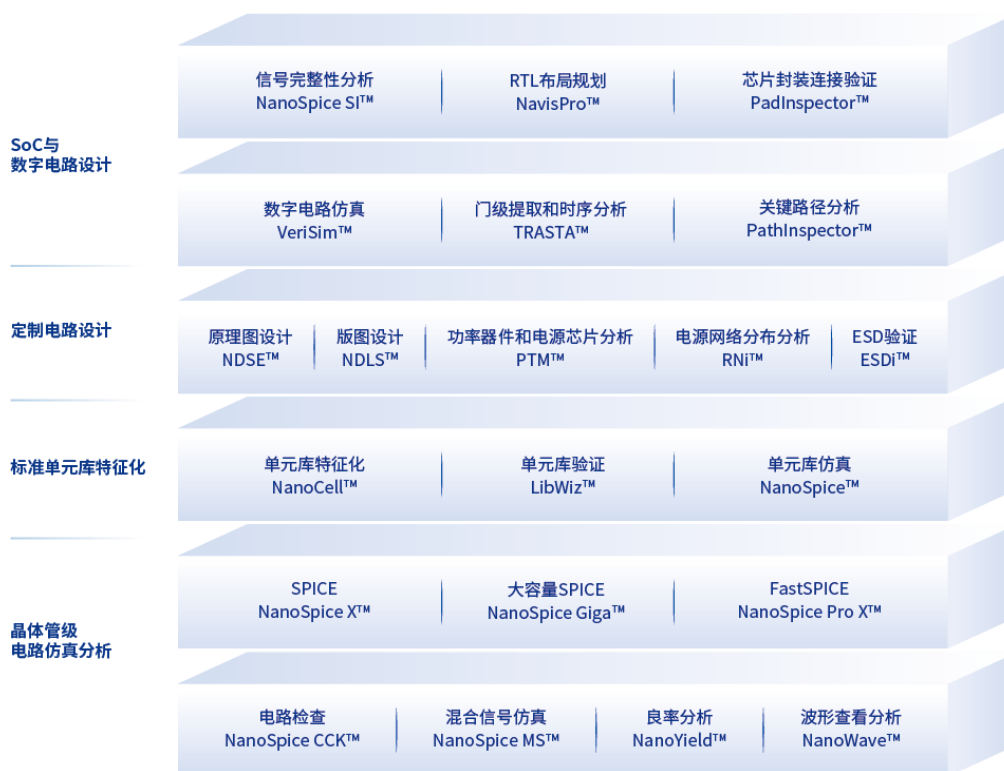 SoC与
数字电路设计
信号完整性分析
NanoSpice SI™
RTL布局规划
NavisPro™
芯片封装连接验证
PadInspector™
数字电路仿真
VeriSim™
门级提取和时序分析
TRASTA™
关键路径分析
PathInspector™
定制电路设计
原理图设计
NDSE™
版图设计
NDLS™
功率器件和电源芯片分析
PTM™
电源网络分布分析
RNi™
ESD验证
ESDi™
标准单元库特征化
单元库特征化
NanoCell™
单元库验证
LibWiz™
单元库仿真
NanoSpice™
晶体管级
电路仿真分析
SPICE
NanoSpice X™
大容量SPICE
NanoSpice Giga™
FastSPICE
NanoSpice Pro X™
电路检查
NanoSpice CCK™
混合信号仿真
NanoSpice MS™
良率分析
NanoYield™
波形查看分析
NanoWave™